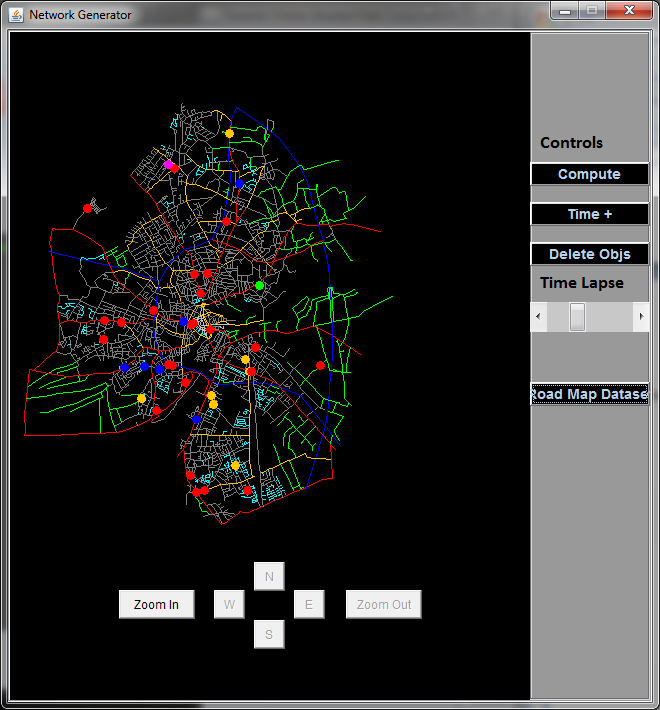 Network Generator
Controls
Compute
Time +
Delete Objs
Time Lapse
Road Map Datase
N
Zoom In
W
E
Zoom Out
S